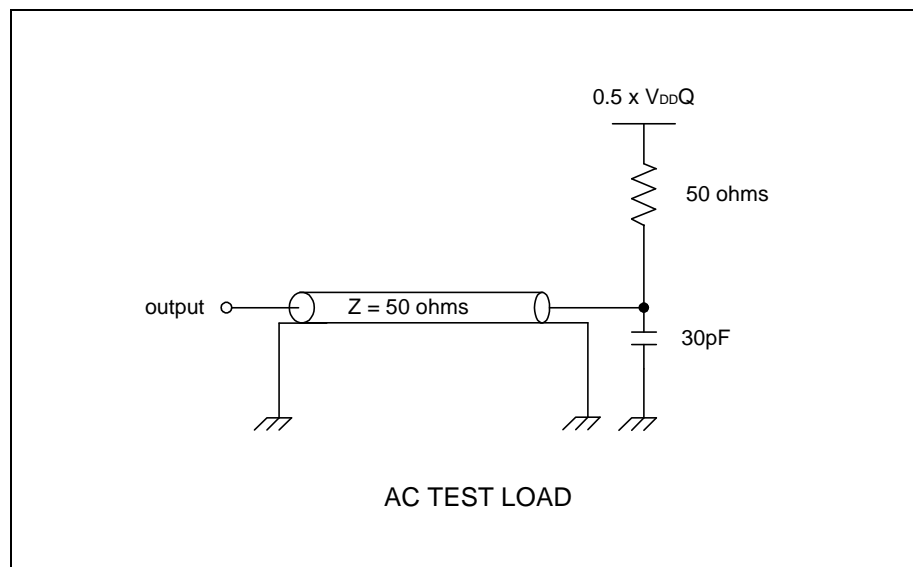 0.5 x VDDQ
50 ohms
output
Z = 50 ohms
30pF
AC TEST LOAD